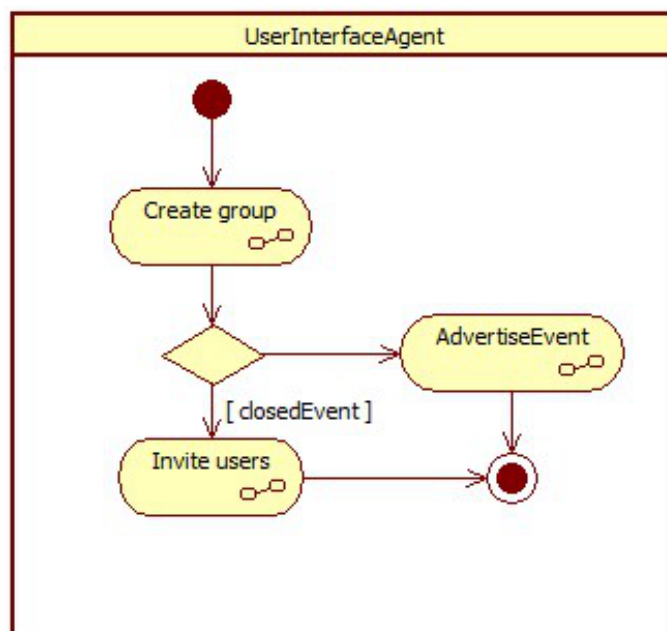 UserInterfaceAgent
Create group
AdvertiseEvent
[ closedEvent ]
Invite users